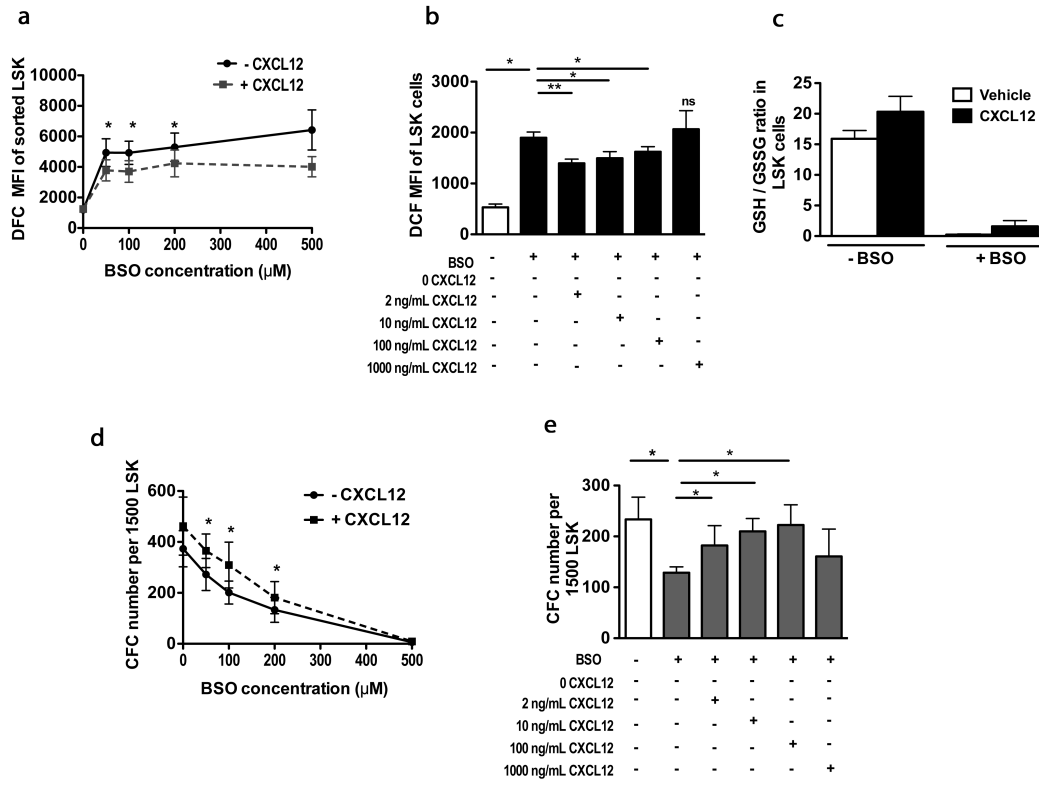 a
DFC MFI of sorted LSK
10000
8000
6000
4000
2000
0
- CXCL12
+ CXCL12
* * *
0 100 200 300 400 500
BSO concentration (µM)
b
DCF MFI of LSK cells
3000
2000
1000
0
* *
*
**
ns
BSO - + + + + +
0 CXCL12 - - - - - -
2 ng/mL CXCL12 - - + - - -
10 ng/mL CXCL12 - - - + - -
100 ng/mL CXCL12 - - - - + -
1000 ng/mL CXCL12 - - - - - +
c
GSH / GSSG ratio in
LSK cells
25
20
15
10
5
0
Vehicle
CXCL12
- BSO + BSO
d
CFC number per 1500 LSK
600
400
200
0
- CXCL12
+ CXCL12
*
*
*
0 100 200 300 400 500
BSO concentration (µM)
e
CFC number per
1500 LSK
300
200
100
0
* *
*
*
BSO - + + + + +
0 CXCL12 - - - - - -
2 ng/mL CXCL12 - - + - - -
10 ng/mL CXCL12 - - - + - -
100 ng/mL CXCL12 - - - - + -
1000 ng/mL CXCL12 - - - - - +